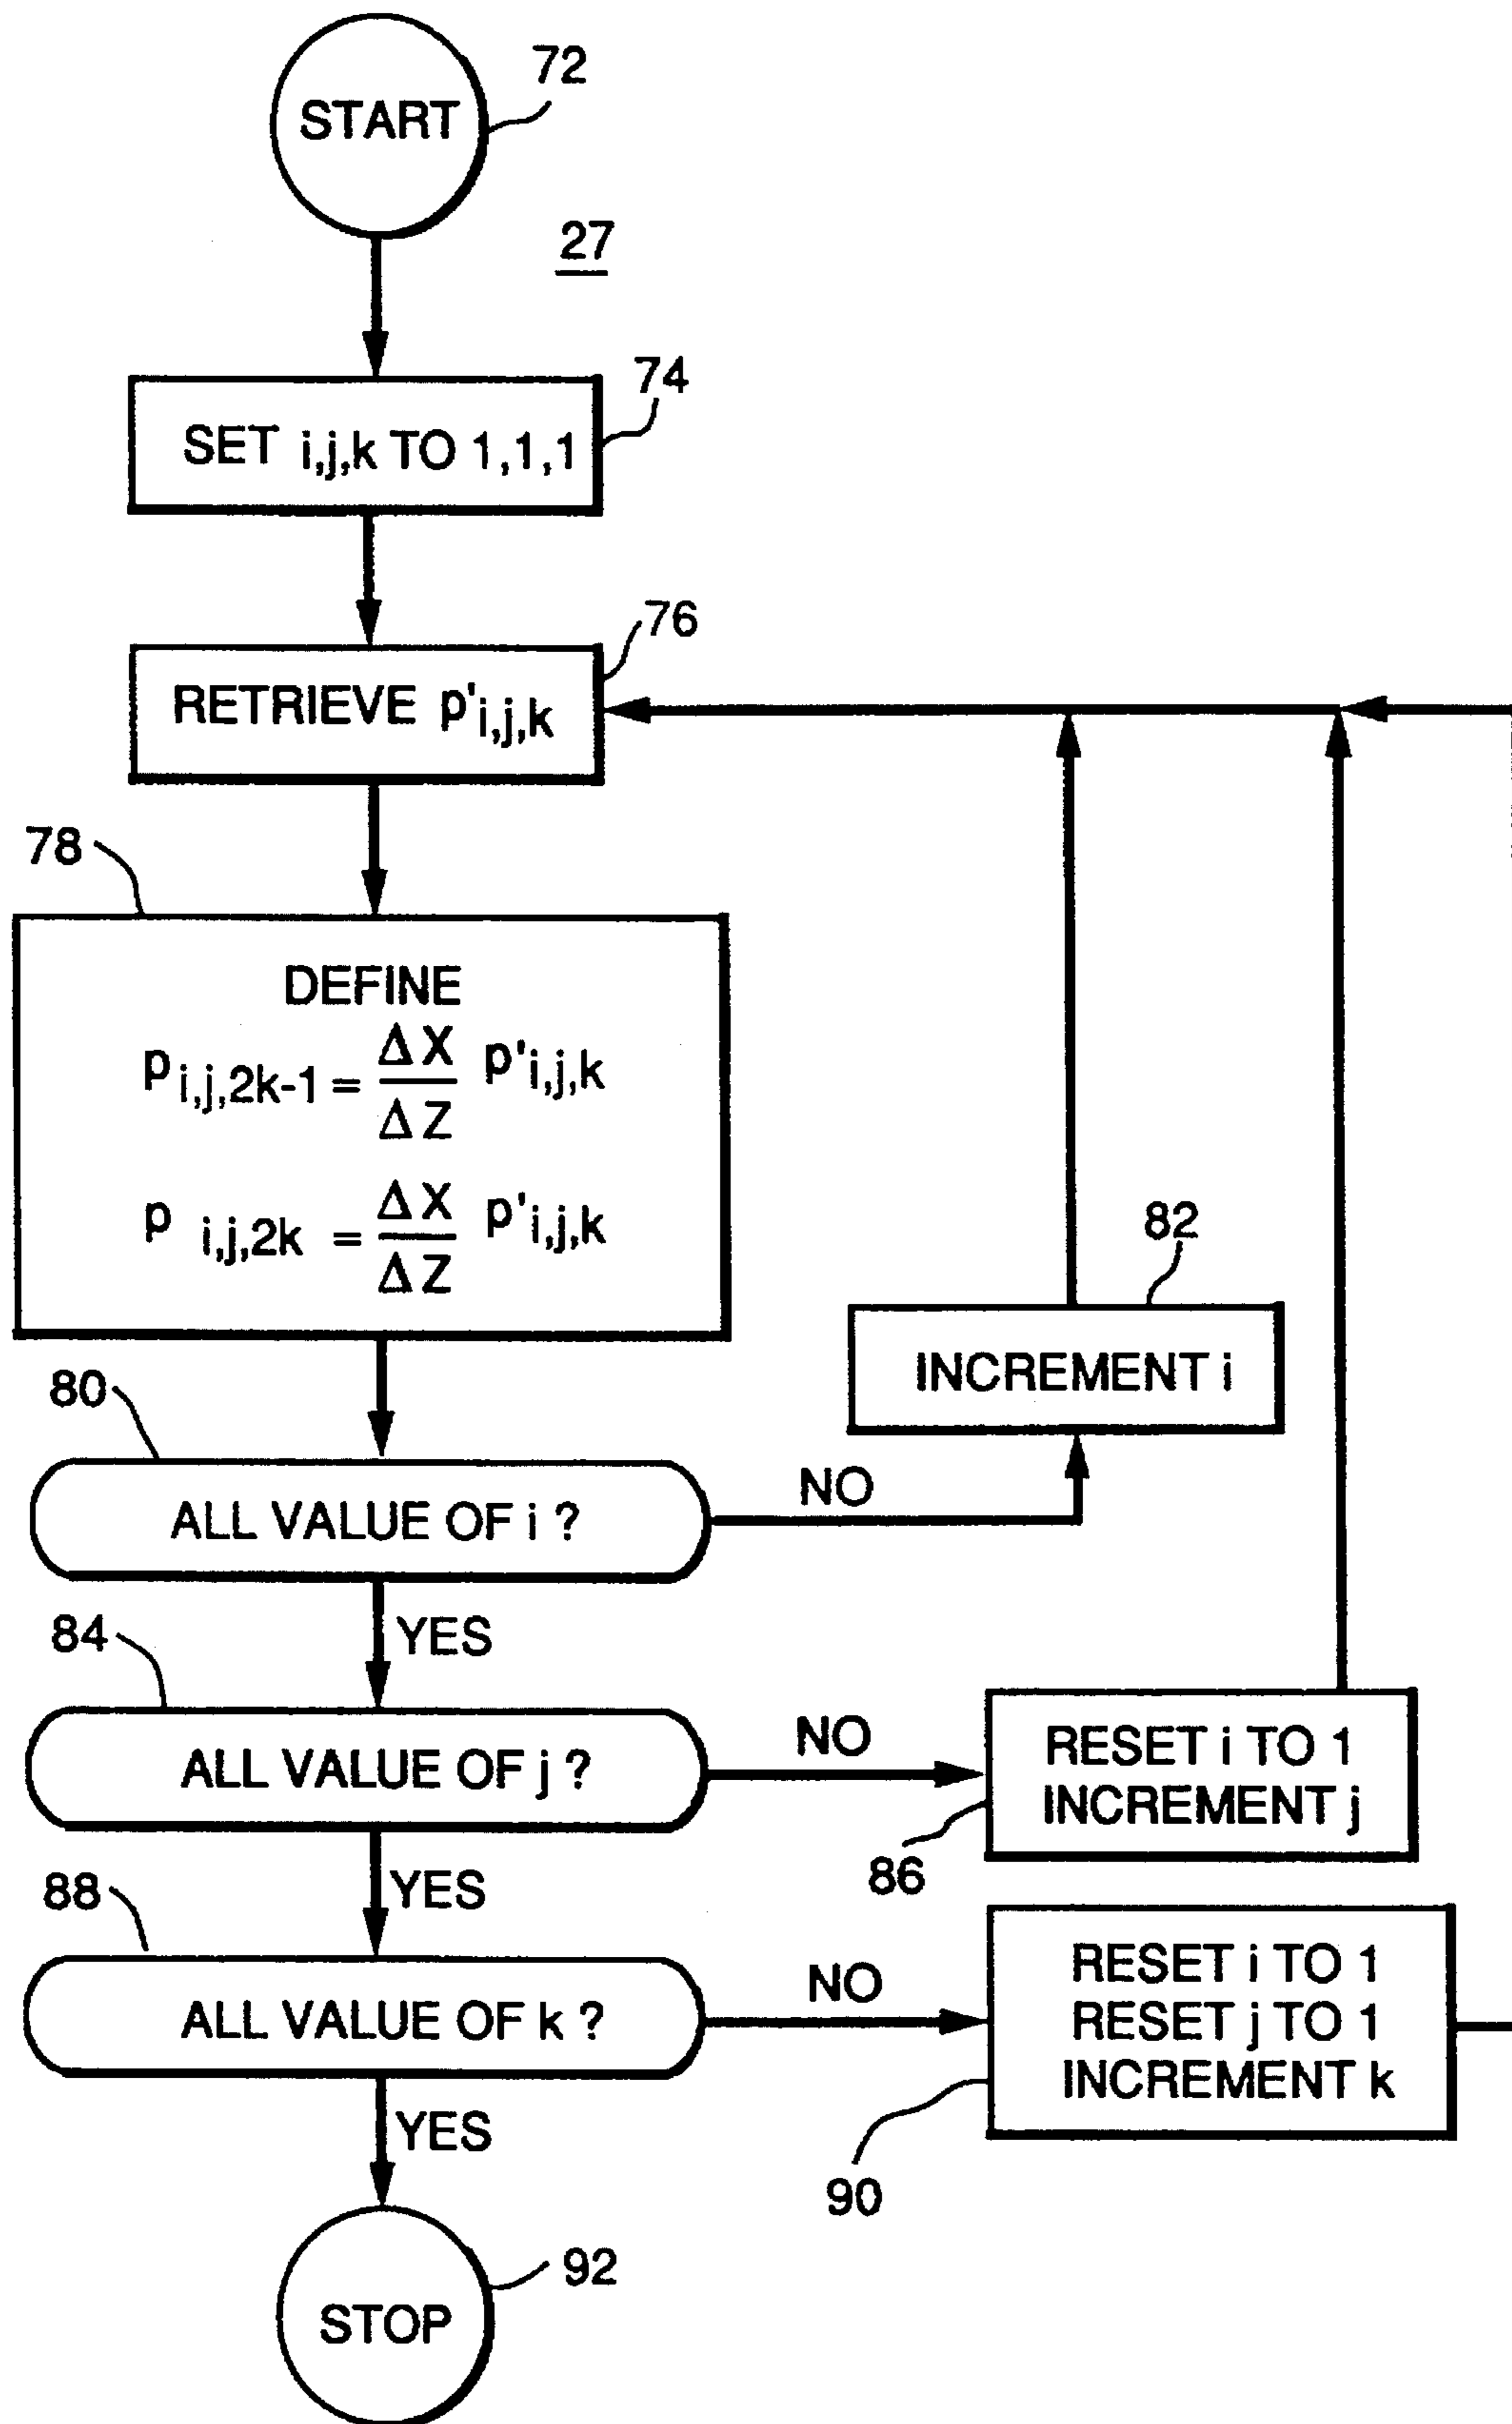 START
72
27
SET i,j,k TO 1,1,1
74
RETRIEVE p'i,j,k
76
78
DEFINE
p i,j,2k-1 = ΔX/ΔZ p'i,j,k
p i,j,2k = ΔX/ΔZ p'i,j,k
82
INCREMENT i
80
ALL VALUE OF i ?
NO
YES
84
ALL VALUE OF j ?
NO
RESET i TO 1
INCREMENT j
86
YES
88
ALL VALUE OF k ?
NO
RESET i TO 1
RESET j TO 1
INCREMENT k
90
YES
STOP
92